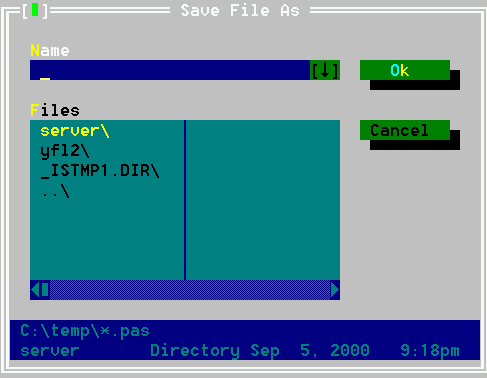 [■] Save File As
Name
_ [↓] Ok
Files
server\ Cancel
yfl2\
_ISTMP1.DIR\
..\
C:\temp\*.pas
server Directory Sep 5, 2000 9:18pm